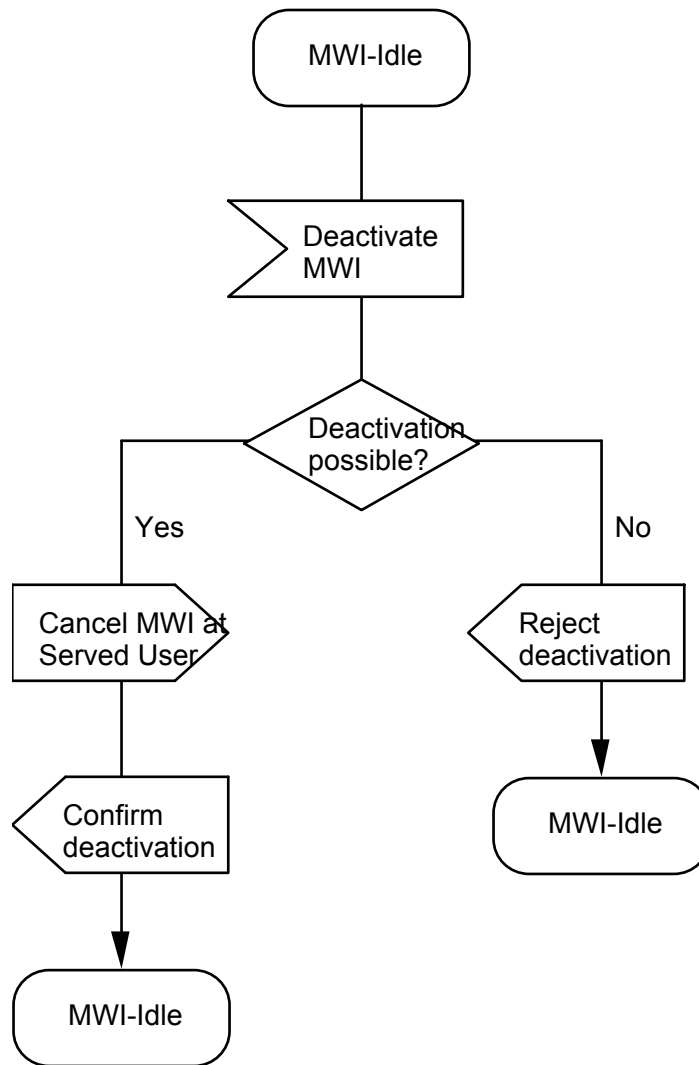 MWI-Idle
Deactivate
MWI
Deactivation
possible?
Yes
No
Cancel MWI at
Served User
Reject
deactivation
Confirm
deactivation
MWI-Idle
MWI-Idle